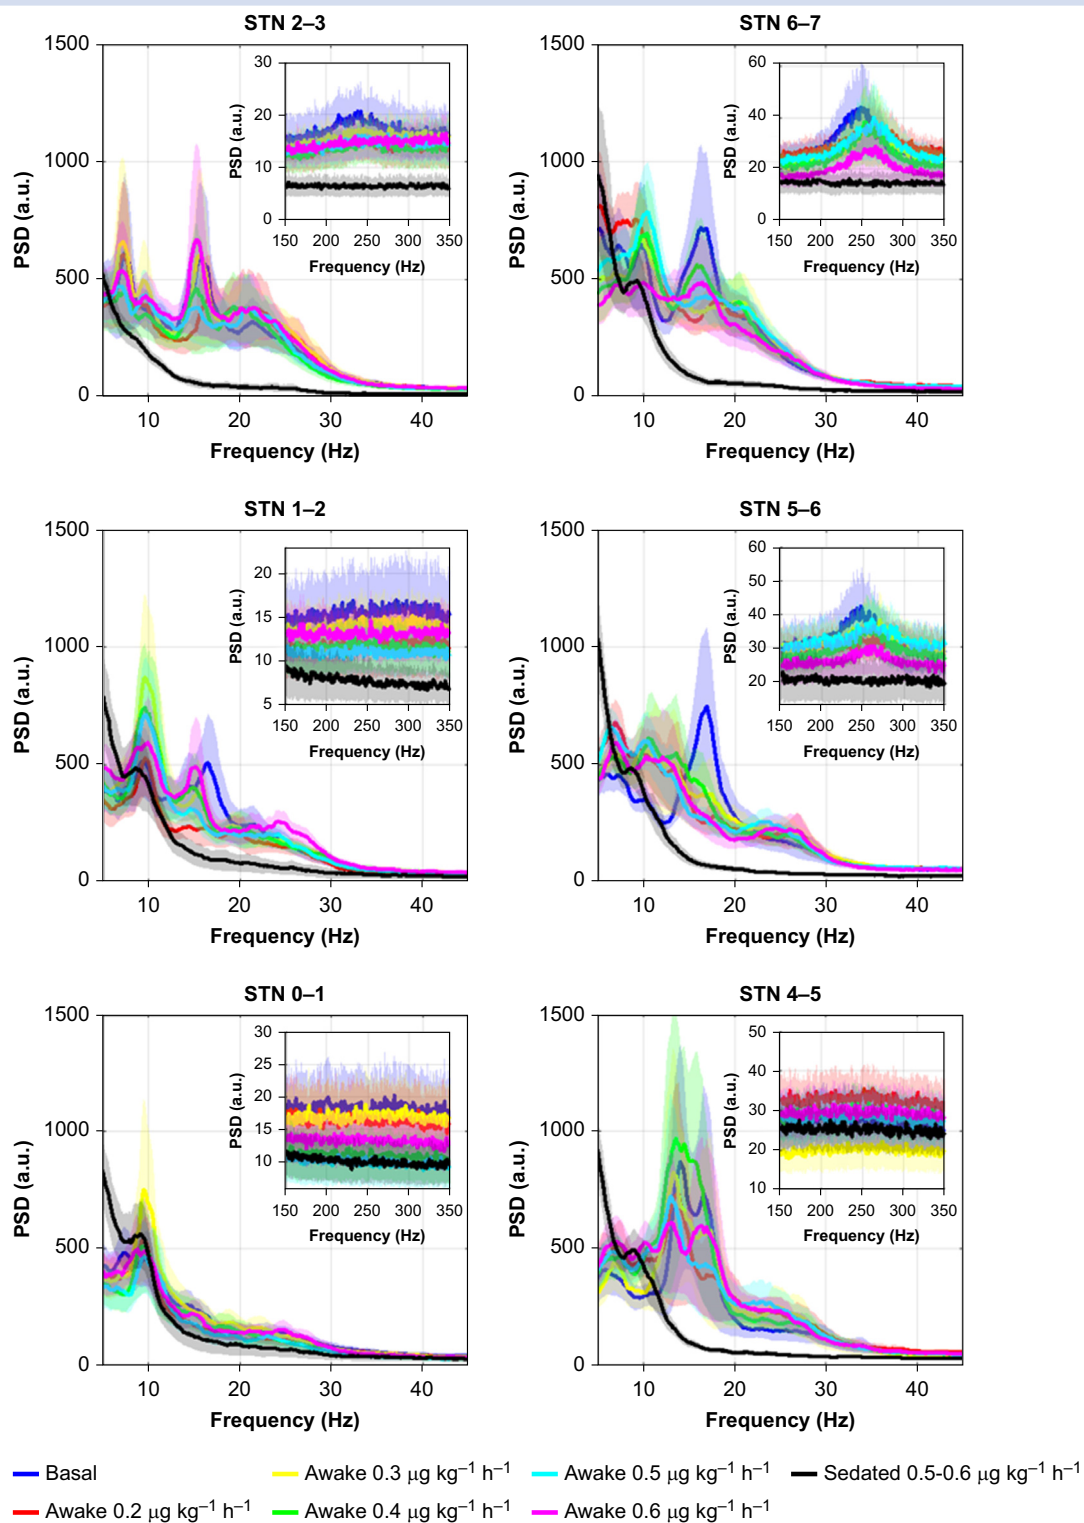 STN 2–3
1500
1000
500
0
PSD (a.u.)
10 20 30 40
Frequency (Hz)
30
20
10
0
PSD (a.u.)
150 200 250 300 350
Frequency (Hz)
STN 6–7
1500
1000
500
0
PSD (a.u.)
10 20 30 40
Frequency (Hz)
60
40
20
0
PSD (a.u.)
150 200 250 300 350
Frequency (Hz)
STN 1–2
1500
1000
500
0
PSD (a.u.)
10 20 30 40
Frequency (Hz)
20
15
10
5
PSD (a.u.)
150 200 250 300 350
Frequency (Hz)
STN 5–6
1500
1000
500
0
PSD (a.u.)
10 20 30 40
Frequency (Hz)
60
50
40
30
20
PSD (a.u.)
150 200 250 300 350
Frequency (Hz)
STN 0–1
1500
1000
500
0
PSD (a.u.)
10 20 30 40
Frequency (Hz)
30
25
20
15
10
PSD (a.u.)
150 200 250 300 350
Frequency (Hz)
STN 4–5
1500
1000
500
0
PSD (a.u.)
10 20 30 40
Frequency (Hz)
50
40
30
20
10
PSD (a.u.)
150 200 250 300 350
Frequency (Hz)
Basal
Awake 0.2 μg kg⁻¹ h⁻¹
Awake 0.3 μg kg⁻¹ h⁻¹
Awake 0.4 μg kg⁻¹ h⁻¹
Awake 0.5 μg kg⁻¹ h⁻¹
Awake 0.6 μg kg⁻¹ h⁻¹
Sedated 0.5-0.6 μg kg⁻¹ h⁻¹